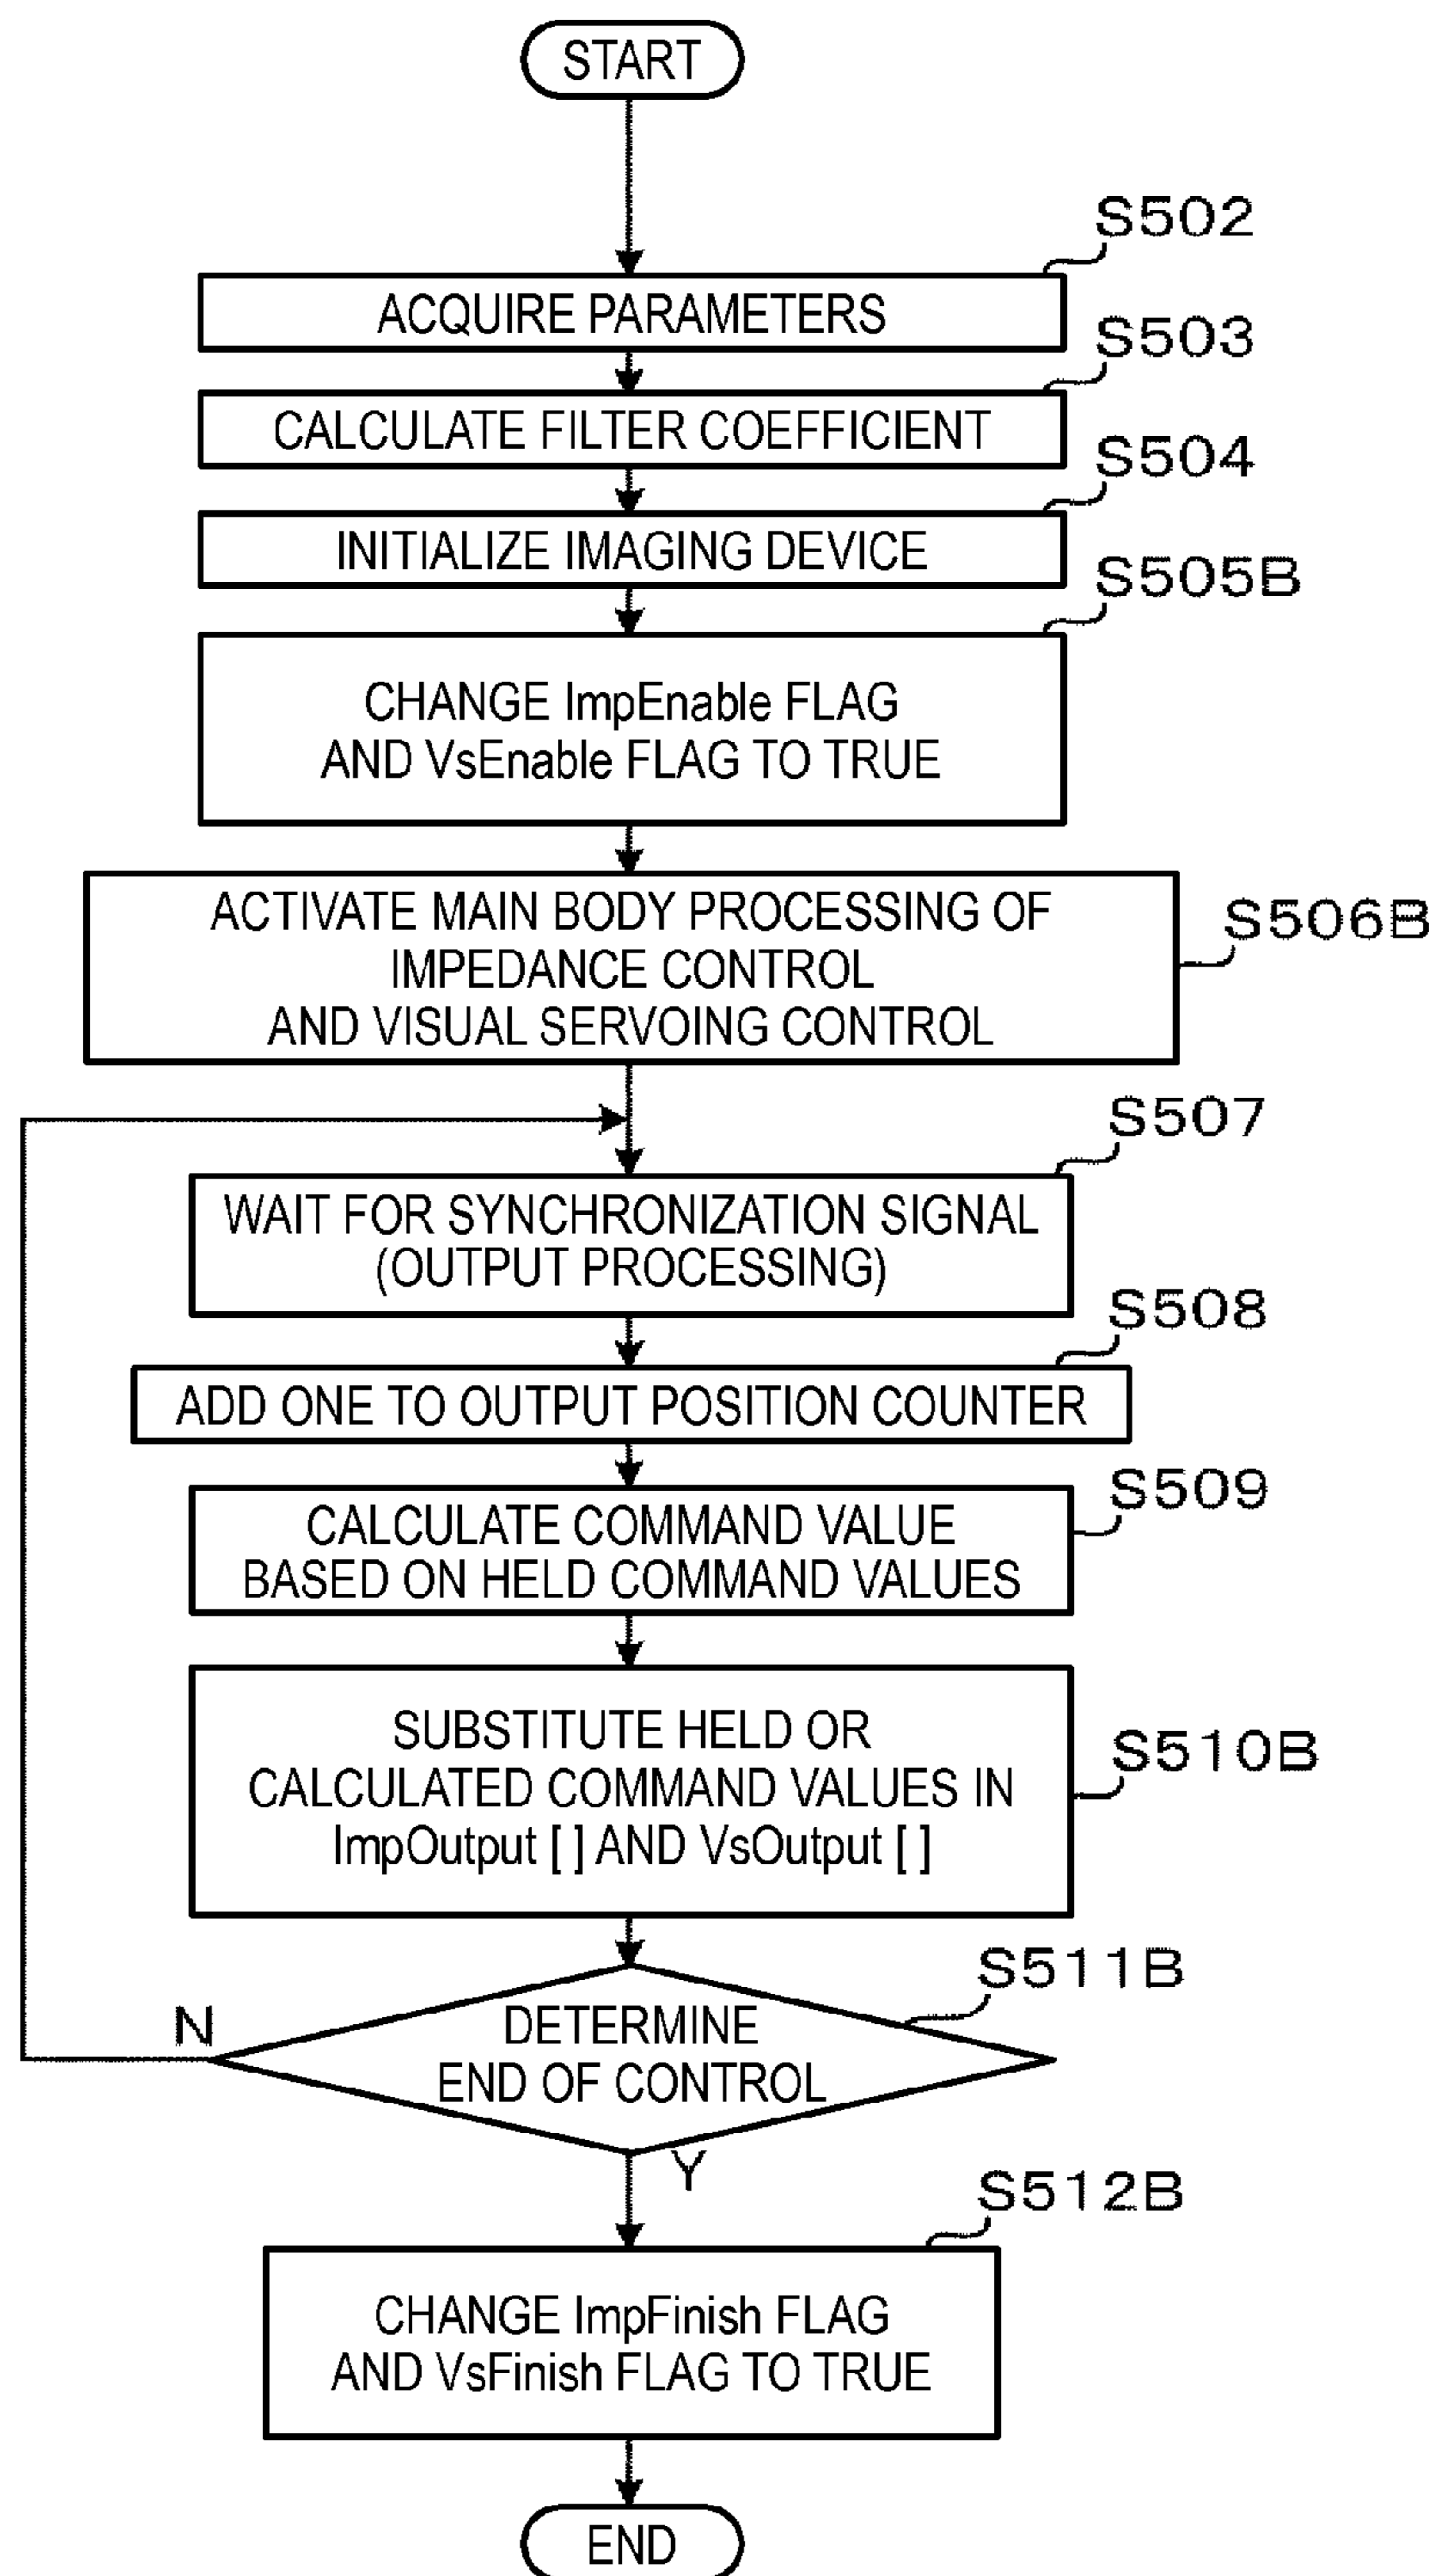 START
S502
ACQUIRE PARAMETERS
S503
CALCULATE FILTER COEFFICIENT
S504
INITIALIZE IMAGING DEVICE
S505B
CHANGE ImpEnable FLAG
AND VsEnable FLAG TO TRUE
S506B
ACTIVATE MAIN BODY PROCESSING OF
IMPEDANCE CONTROL
AND VISUAL SERVOING CONTROL
S507
WAIT FOR SYNCHRONIZATION SIGNAL
(OUTPUT PROCESSING)
S508
ADD ONE TO OUTPUT POSITION COUNTER
S509
CALCULATE COMMAND VALUE
BASED ON HELD COMMAND VALUES
S510B
SUBSTITUTE HELD OR
CALCULATED COMMAND VALUES IN
ImpOutput [ ] AND VsOutput [ ]
S511B
N
DETERMINE
END OF CONTROL
Y
S512B
CHANGE ImpFinish FLAG
AND VsFinish FLAG TO TRUE
END